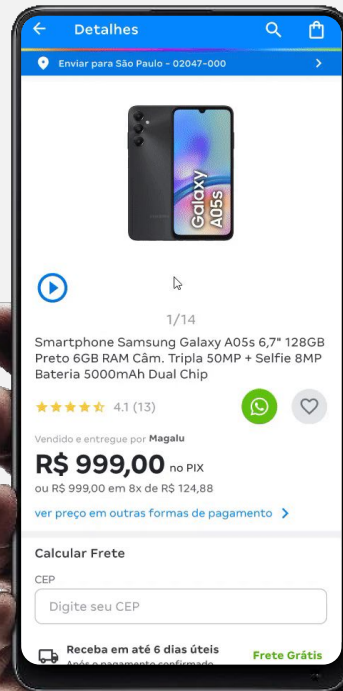 Detalhes
Enviar para São Paulo - 02047-000
Galaxy
A05s
1/14
Smartphone Samsung Galaxy A05s 6,7" 128GB
Preto 6GB RAM Câm. Tripla 50MP + Selfie 8MP
Bateria 5000mAh Dual Chip
4.1 (13)
Vendido e entregue por Magalu
R$ 999,00 no PIX
ou R$ 999,00 em 8x de R$ 124,88
ver preço em outras formas de pagamento
Calcular Frete
CEP
Digite seu CEP
Receba em até 6 dias úteis
Frete Grátis
Após o pagamento confirmado